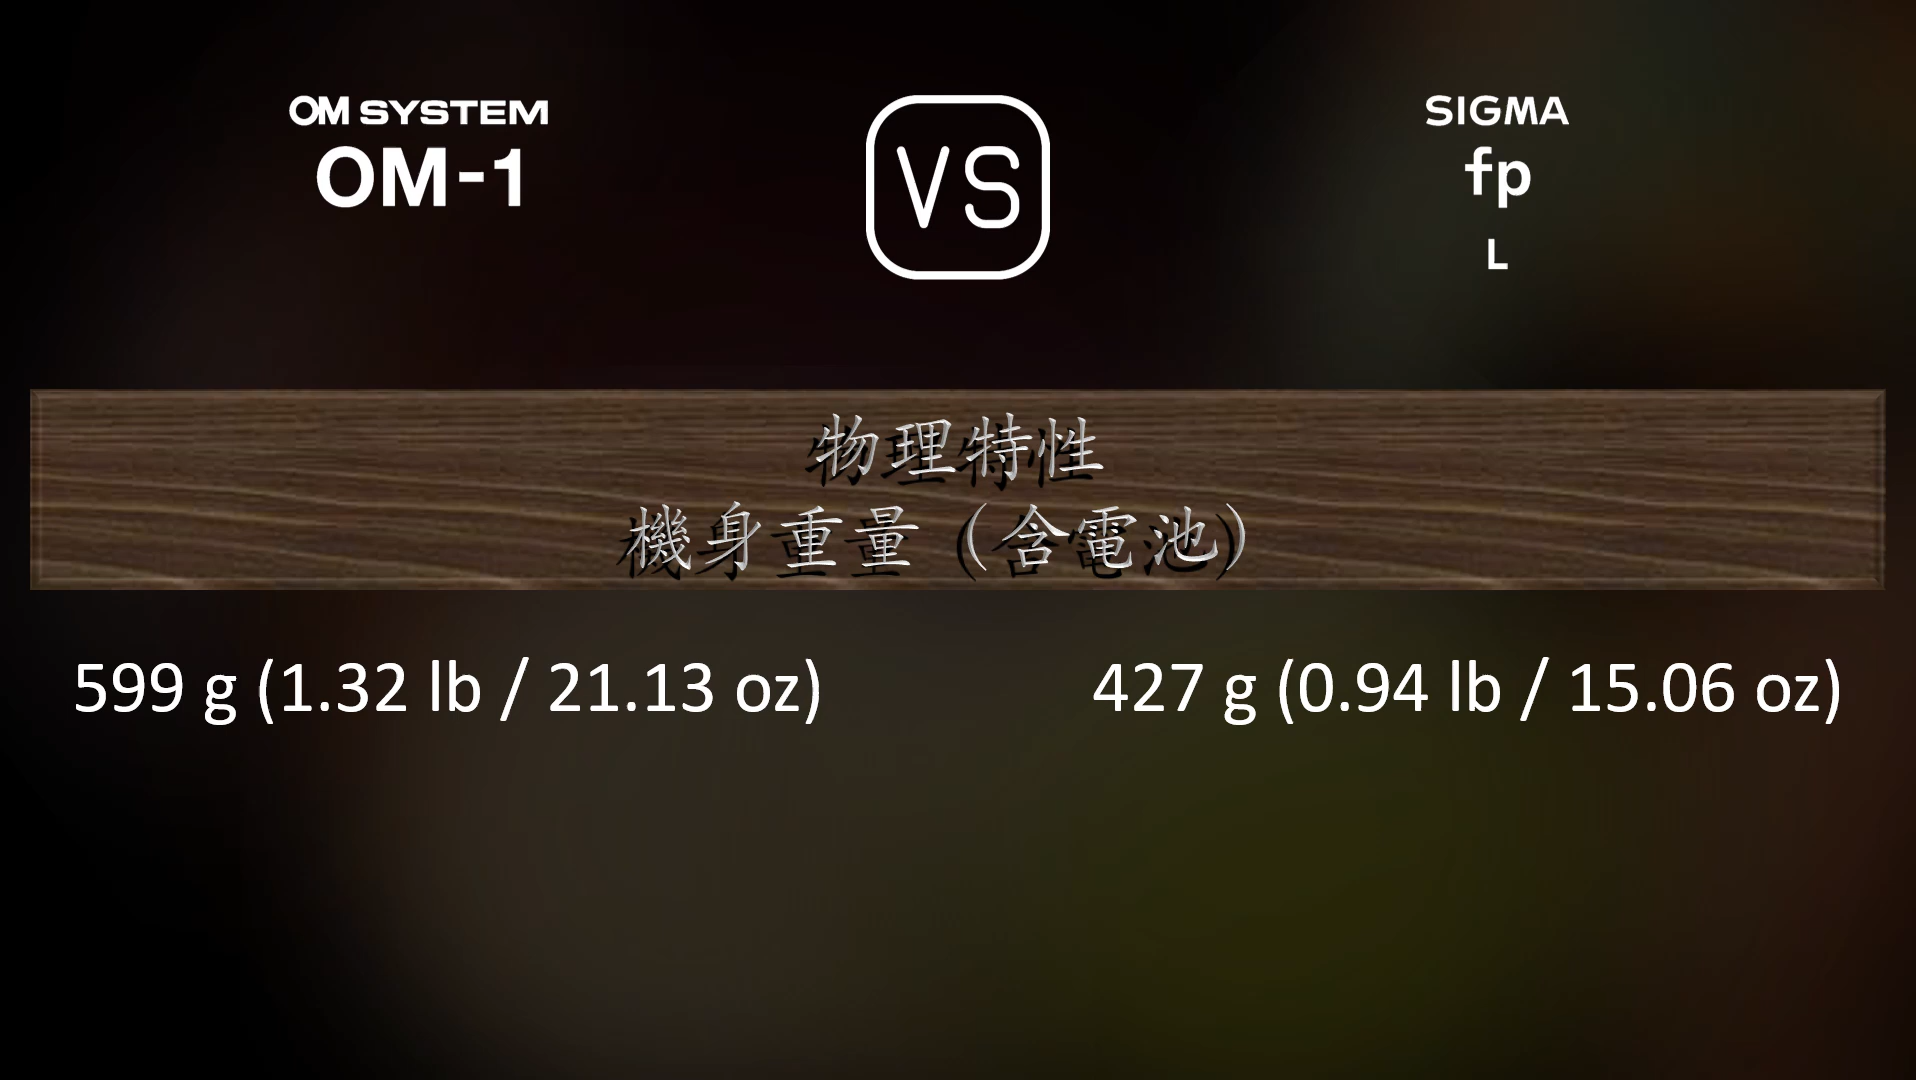 OM SYSTEM
OM-1
VS
SIGMA
fp
L
物理特性
機身重量（含電池）
599 g (1.32 lb / 21.13 oz)
427 g (0.94 lb / 15.06 oz)